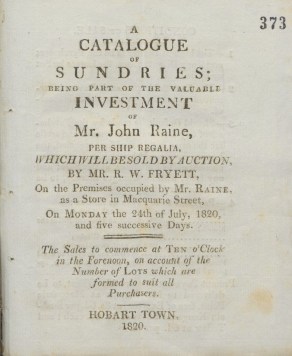 373
A
CATALOGUE
OF
SUNDRIES;
BEING PART OF THE VALUABLE
INVESTMENT
OF
Mr. John Raine,
PER SHIP REGALIA,
WHICH WILL BE SOLD BY AUCTION,
BY MR. R. W. FRYETT,
On the Premises occupied by Mr. RAINE,
as a Store in Macquarie Street,
On MONDAY the 24th of July, 1820,
and five successive Days.
The Sales to commence at TEN o'Clock
in the Forenoon, on account of the
Number of LOTS which are
formed to suit all
Purchasers.
HOBART TOWN.
1820.